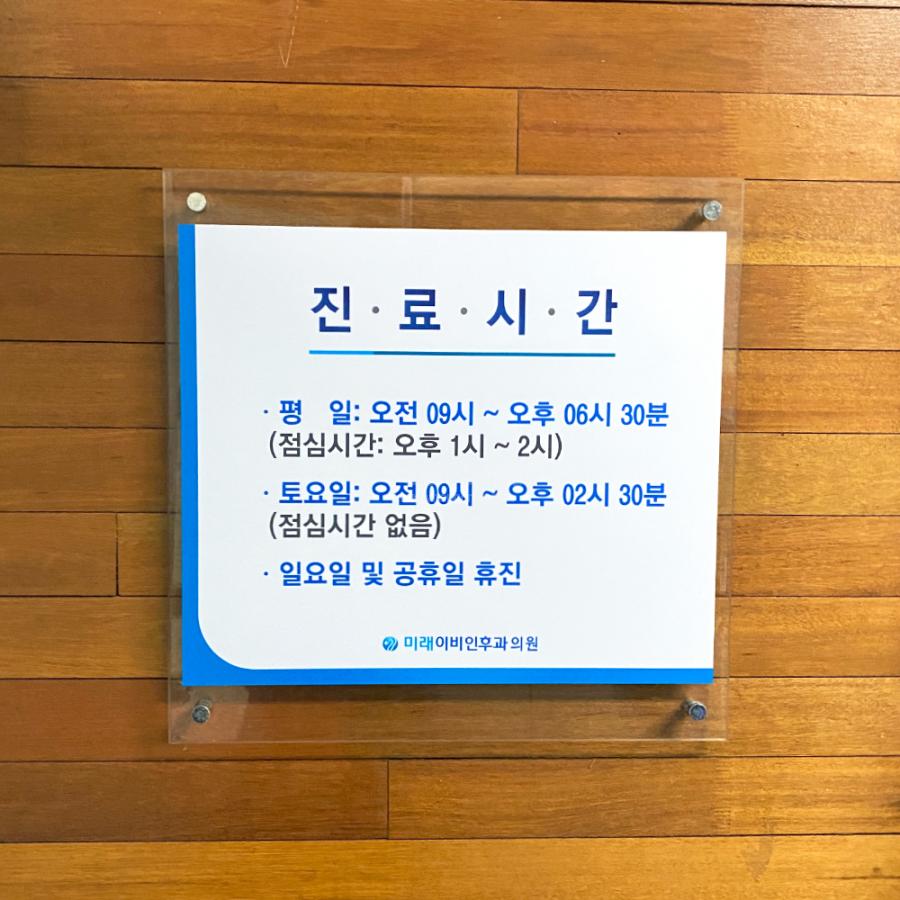 진·료·시·간
· 평 일: 오전 09시 ~ 오후 06시 30분
(점심시간: 오후 1시 ~ 2시)
· 토요일: 오전 09시 ~ 오후 02시 30분
(점심시간 없음)
· 일요일 및 공휴일 휴진
미래이비인후과의원